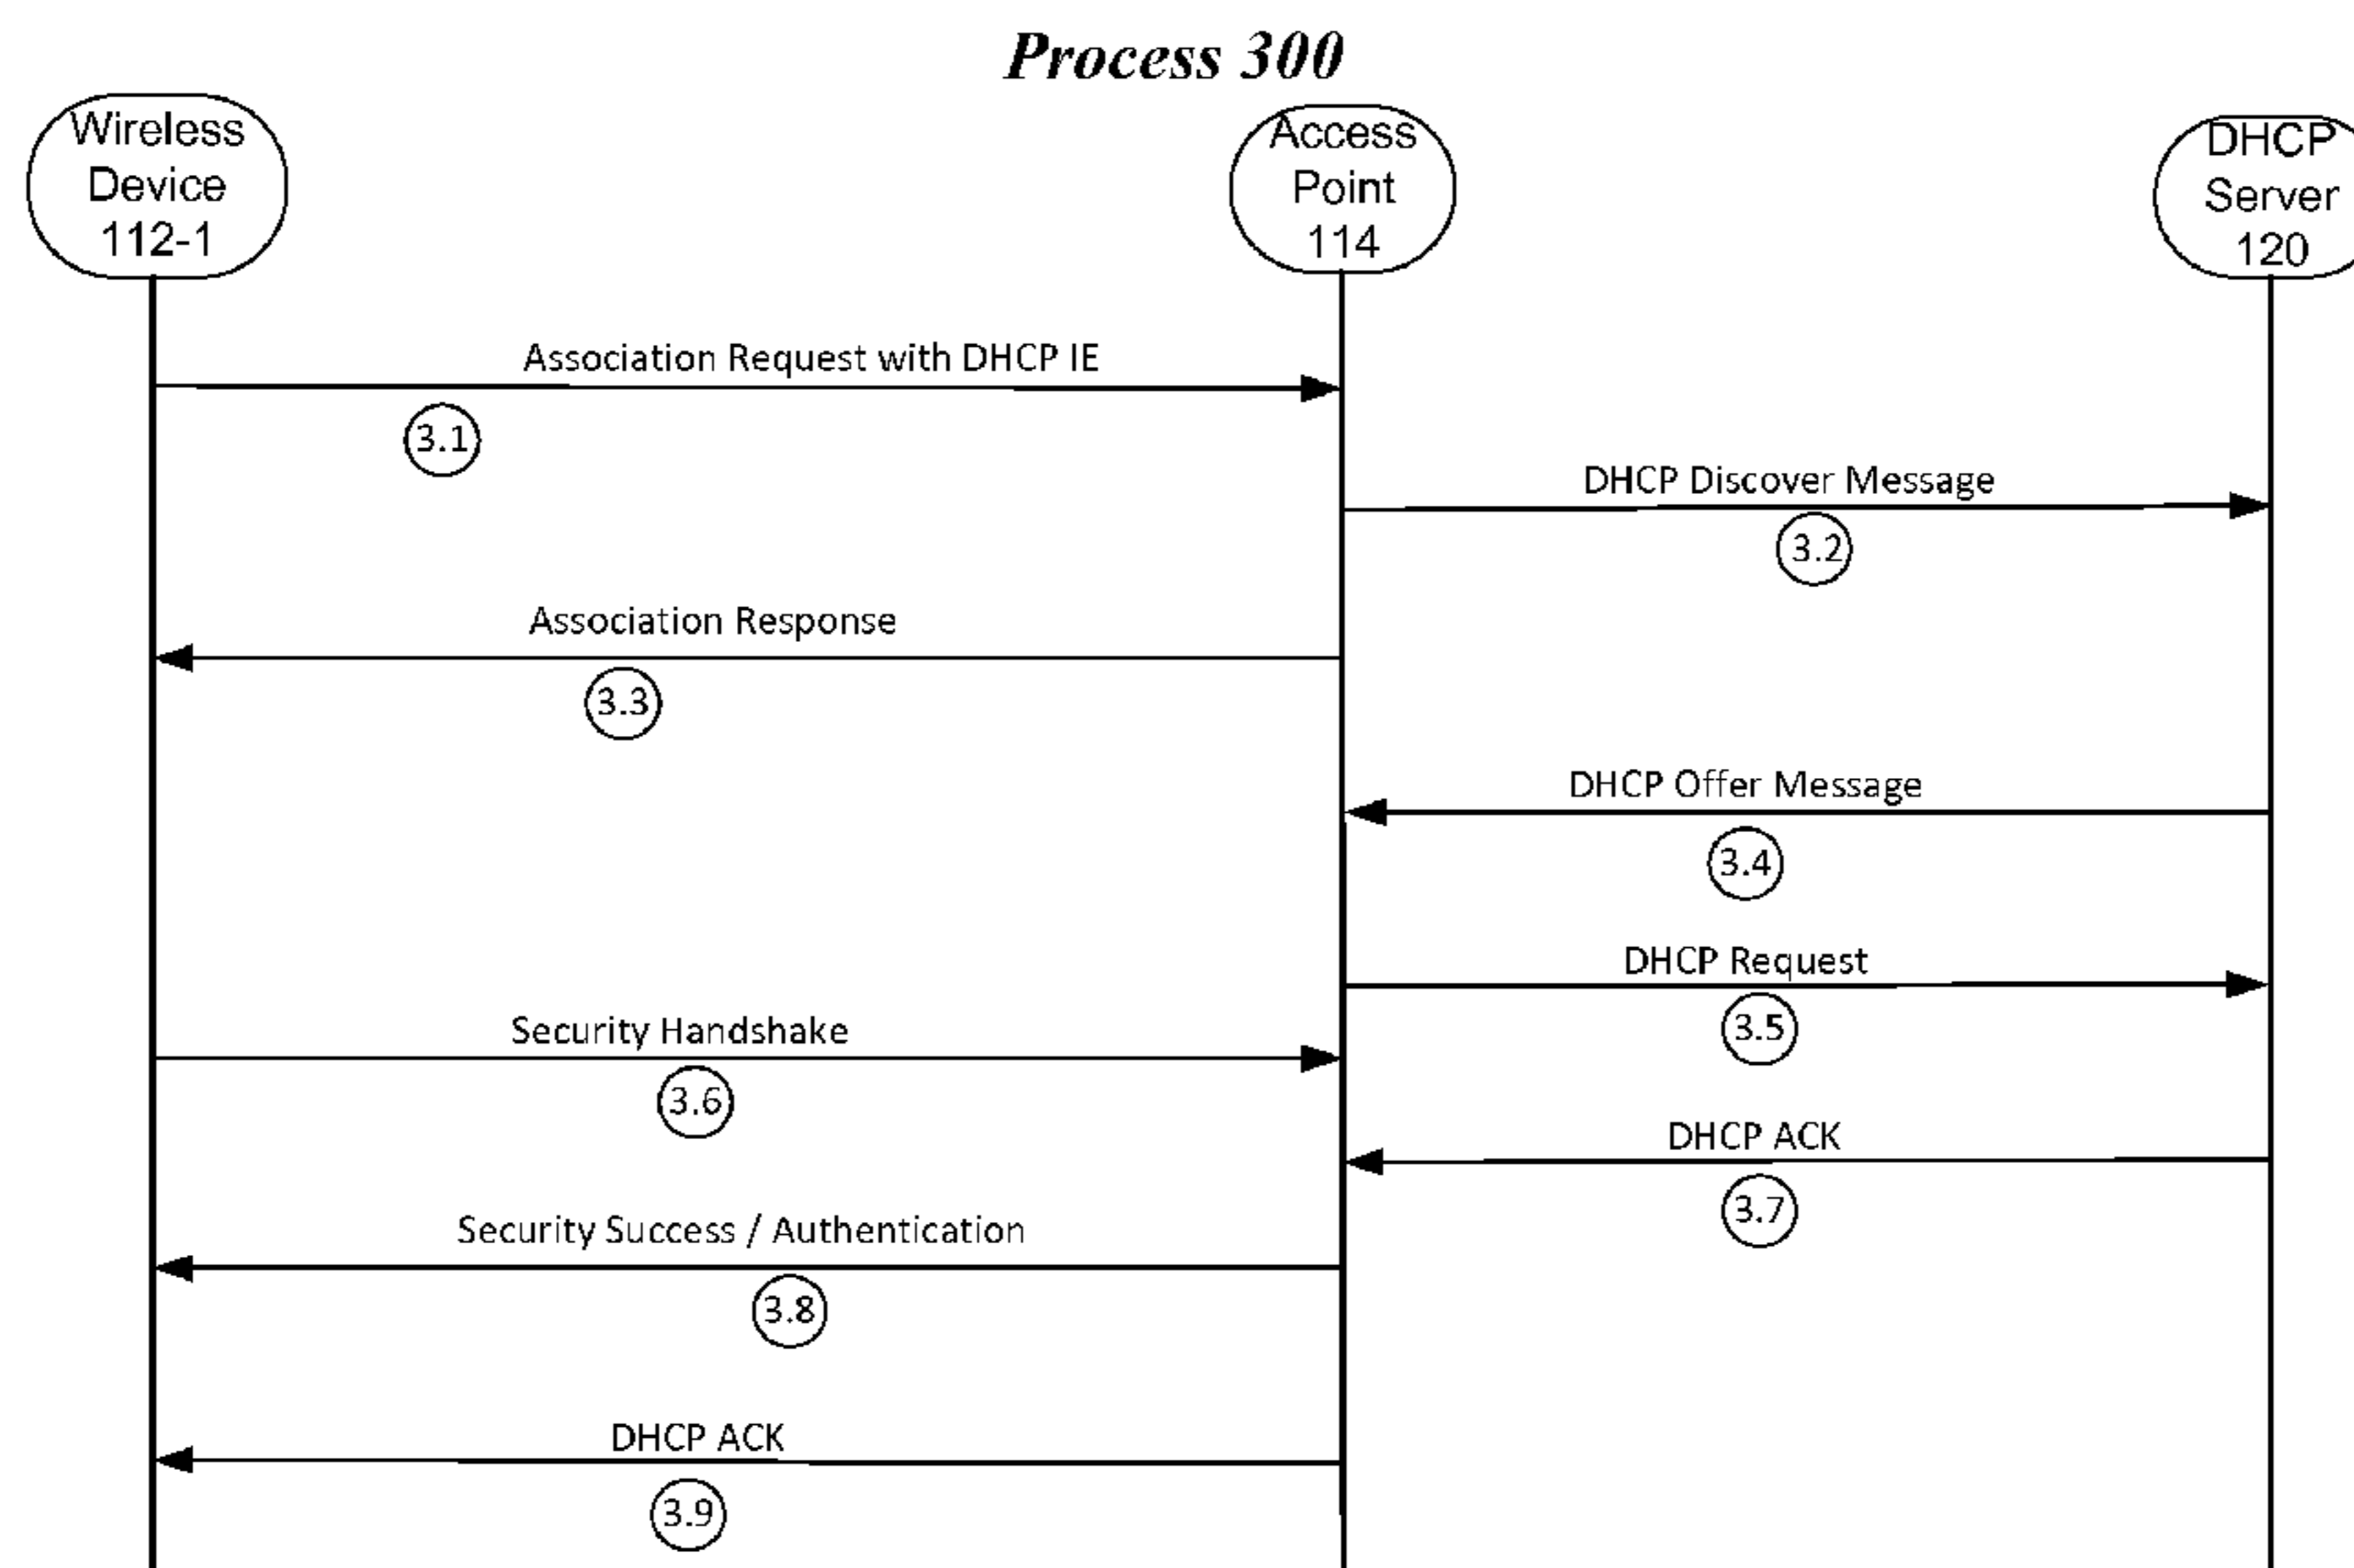 Process 300
Wireless
Device
112-1
Access
Point
114
DHCP
Server
120
Association Request with DHCP IE
3.1
DHCP Discover Message
3.2
Association Response
3.3
DHCP Offer Message
3.4
DHCP Request
3.5
Security Handshake
3.6
DHCP ACK
3.7
Security Success / Authentication
3.8
DHCP ACK
3.9